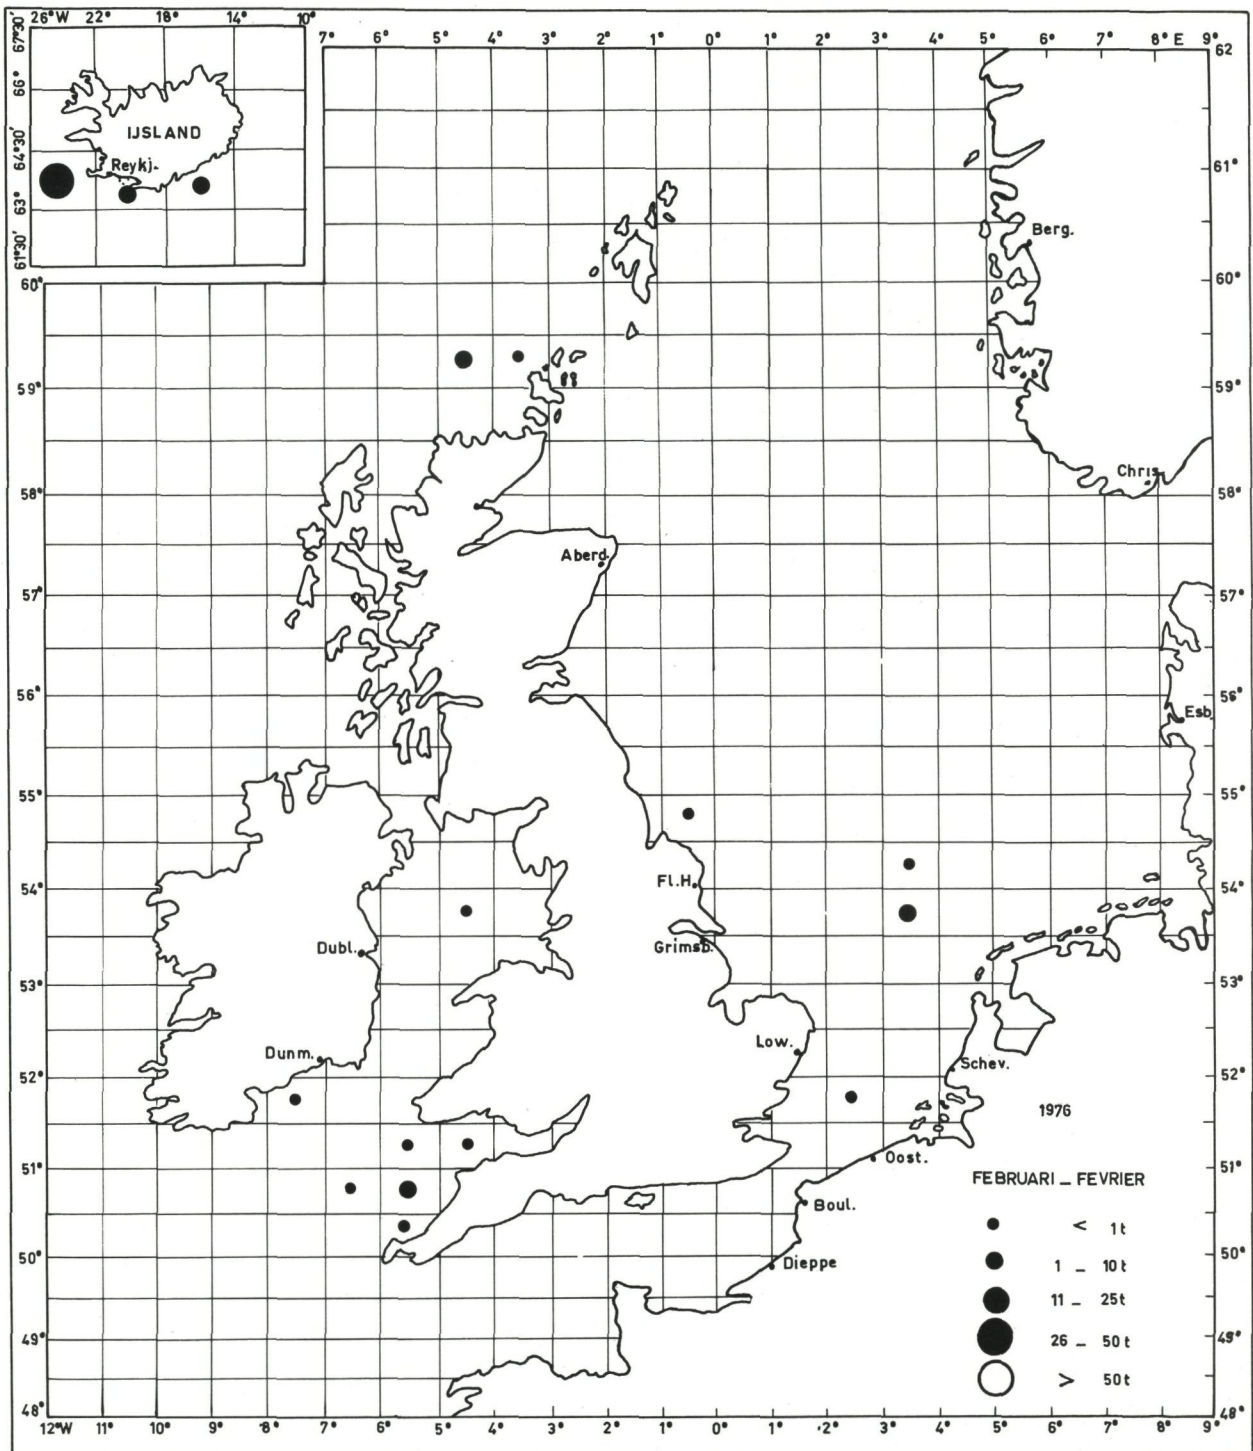 26°W 22° 18° 14° 10°
67°30'
66°
64°30'
63°
61°30'
IJSLAND
Reykj.
7° 6° 5° 4° 3° 2° 1° 0° 1° 2° 3° 4° 5° 6° 7° 8° E 9°
62
61° 
60° 60°
59° 59°
58° 58°
57° 57°
56° 56°
55° 55°
54° 54°
53° 53°
52° 52°
51° 51°
50° 50°
49° 49°
48° 48°
Berg.
Chris
Aberd.
Esb
Fl.H.
Dubl.
Grimsb.
Dunm.
Low.
Schev.
1976
Oost.
Boul.
Dieppe
FEBRUARI _ FEVRIER
< 1t
1 _ 10t
11 _ 25t
26 _ 50t
> 50t
12°W 11° 10° 9° 8° 7° 6° 5° 4° 3° 2° 1° 0° 1° 2° 3° 4° 5° 6° 7° 8° 9°